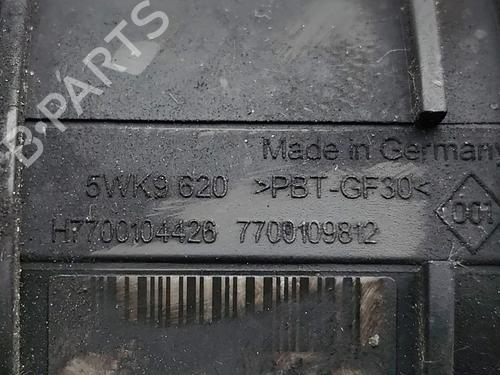 B-PARTS
Made in Germany
5WK9 620 >PBT-GF30<
001
H7700104426 7700109812